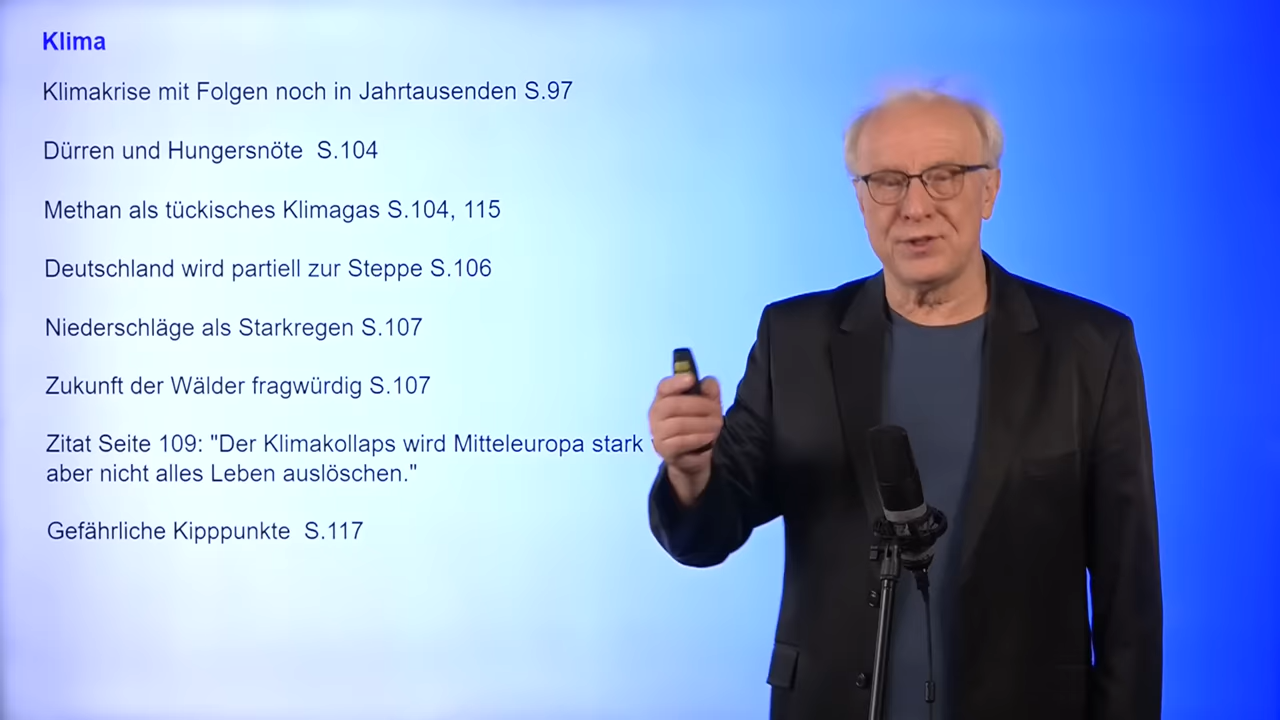 Klima
Klimakrise mit Folgen noch in Jahrtausenden S.97
Dürren und Hungersnöte S.104
Methan als tückisches Klimagas S.104, 115
Deutschland wird partiell zur Steppe S.106
Niederschläge als Starkregen S.107
Zukunft der Wälder fragwürdig S.107
Zitat Seite 109: "Der Klimakollaps wird Mitteleuropa stark
aber nicht alles Leben auslöschen."
Gefährliche Kipppunkte S.117